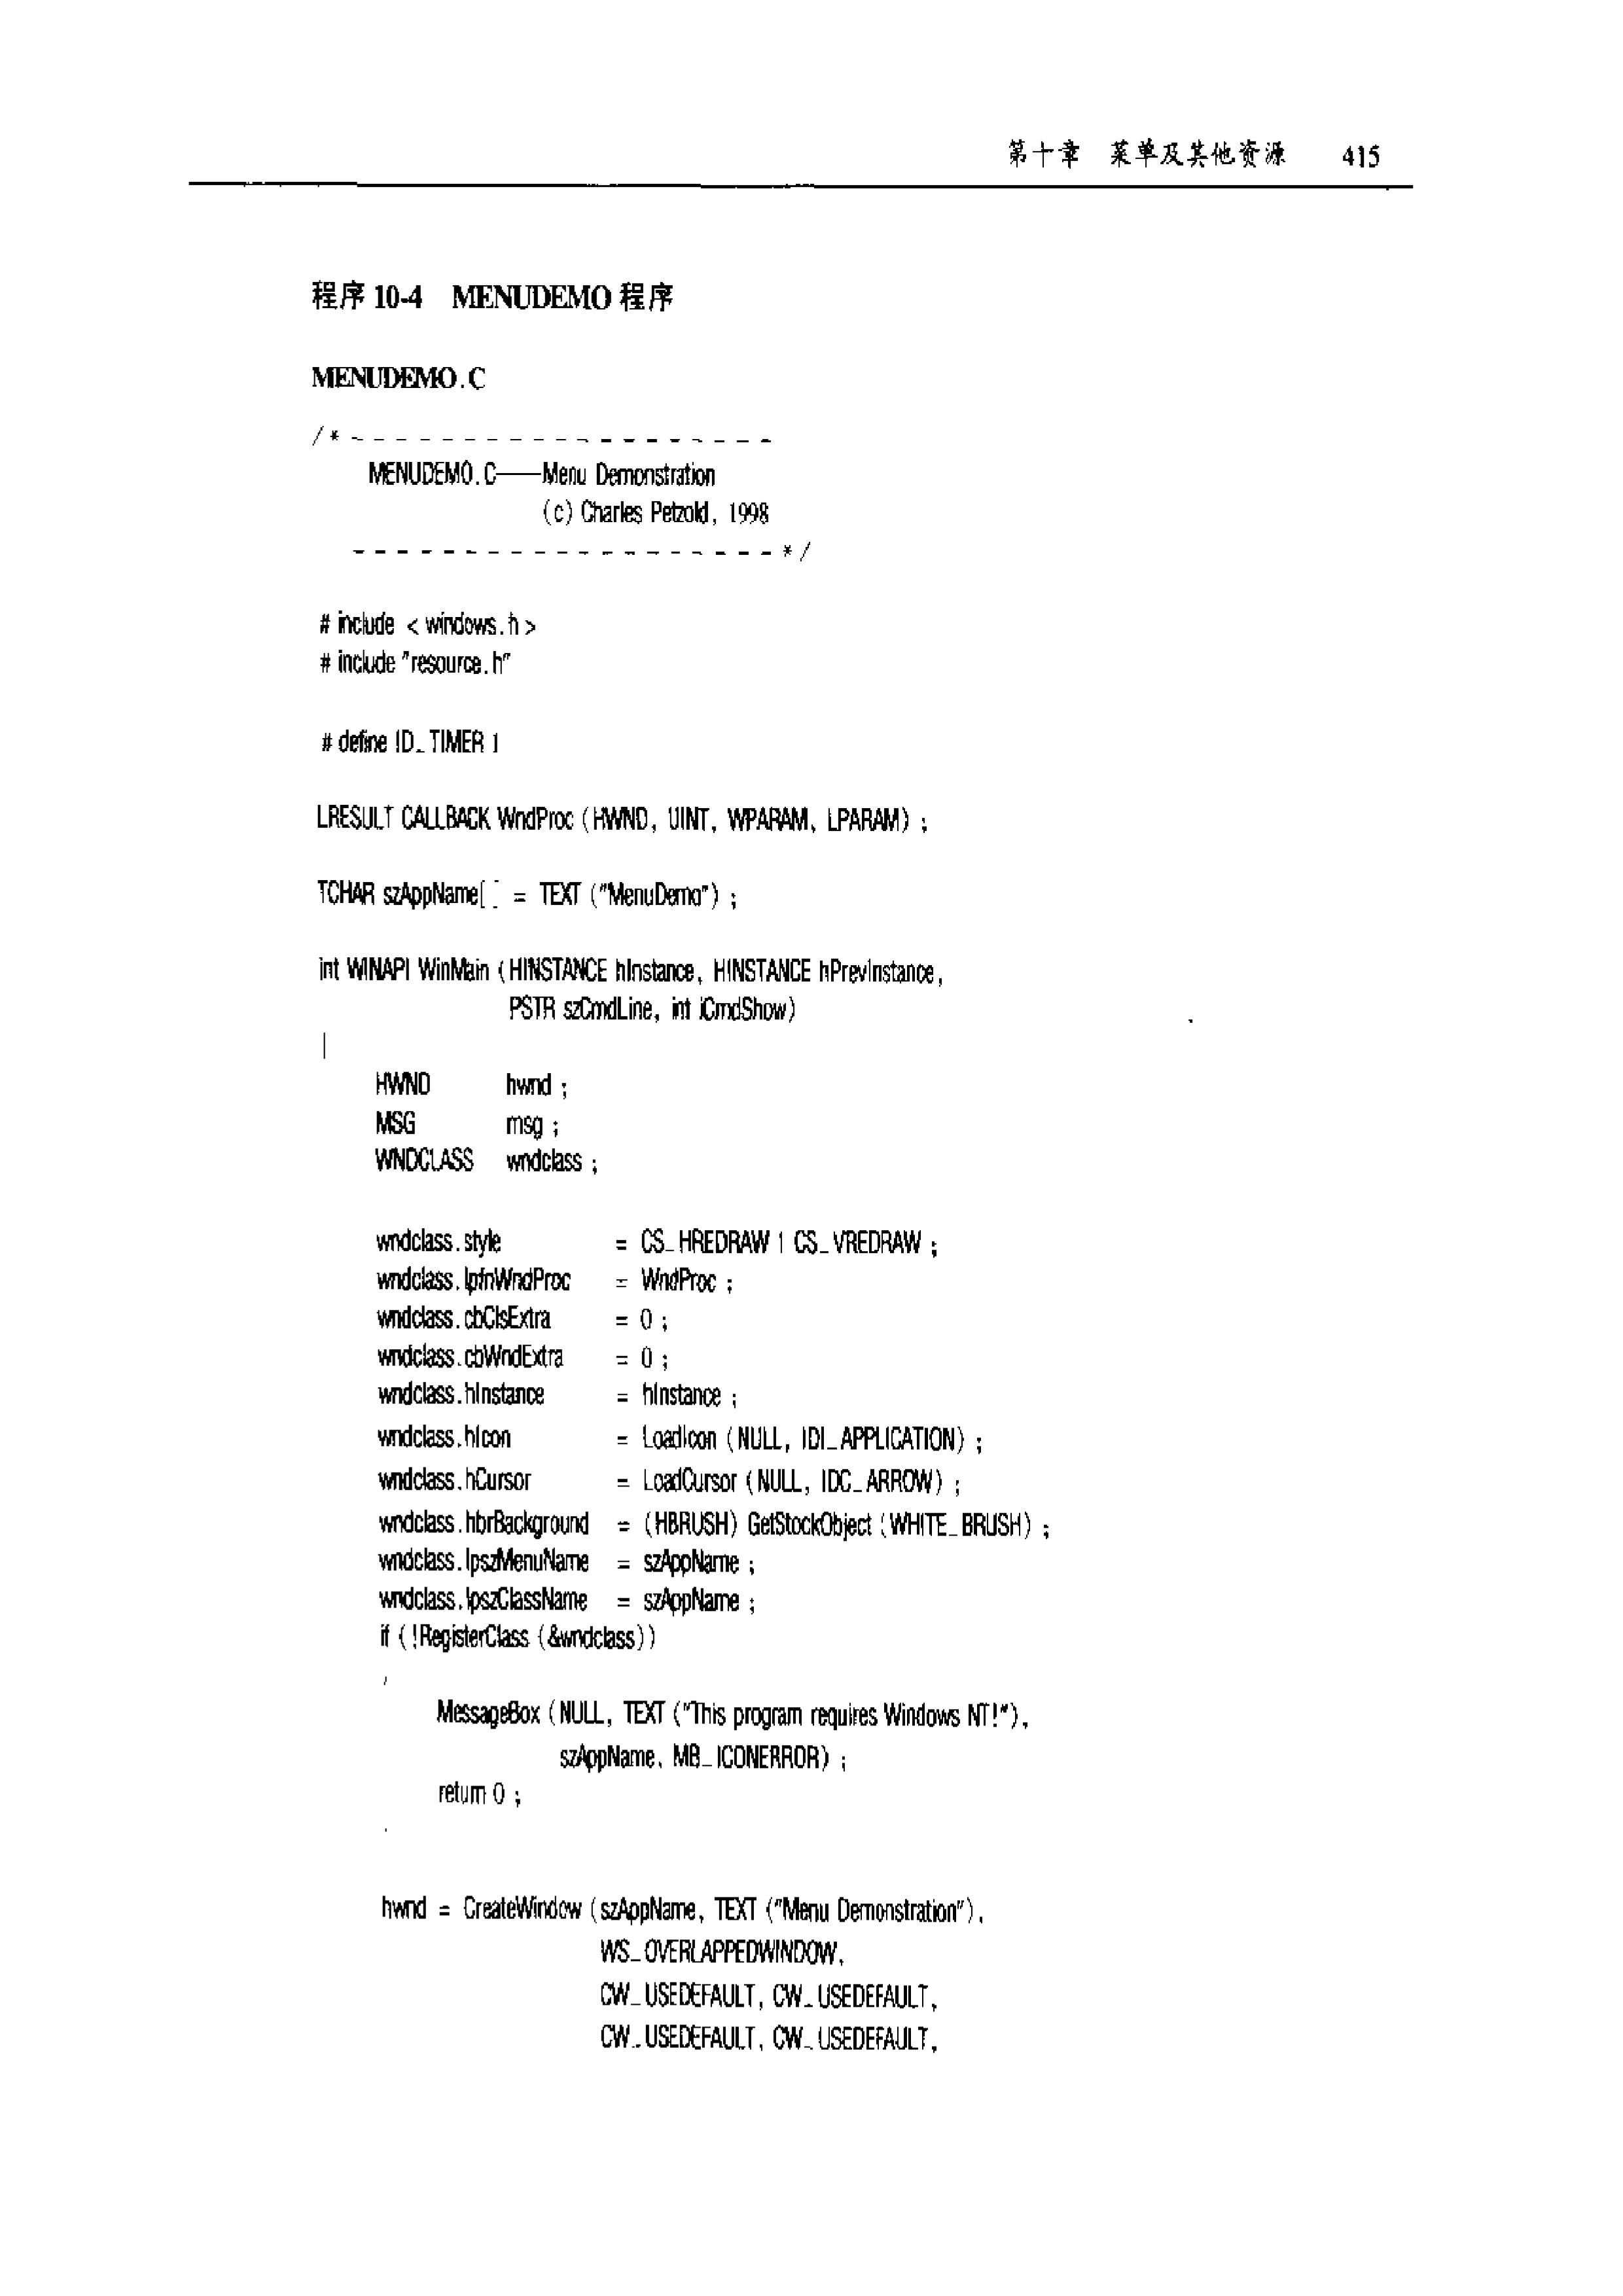 第十章 菜单及其他资源 415
程序 10-4 MENUDEMO 程序
MENUDEMO.C
/* - - - - - - - - - - - - - - - - - - -
MENUDEMO.C——Menu Demonstration
(c) Charles Petzold, 1998
- - - - - - - - - - - - - - - - - - - */
# include < windows.h >
# include "resource.h"
# define ID_TIMER 1
LRESULT CALLBACK WndProc (HWND, UINT, WPARAM, LPARAM) ;
TCHAR szAppName[ ] = TEXT ("MenuDemo") ;
int WINAPI WinMain (HINSTANCE hInstance, HINSTANCE hPrevInstance,
PSTR szCmdLine, int iCmdShow)
{
HWND hwnd ;
MSG msg ;
WNDCLASS wndclass ;
wndclass.style = CS_HREDRAW | CS_VREDRAW ;
wndclass.lpfnWndProc = WndProc ;
wndclass.cbClsExtra = 0 ;
wndclass.cbWndExtra = 0 ;
wndclass.hInstance = hInstance ;
wndclass.hIcon = LoadIcon (NULL, IDI_APPLICATION) ;
wndclass.hCursor = LoadCursor (NULL, IDC_ARROW) ;
wndclass.hbrBackground = (HBRUSH) GetStockObject (WHITE_BRUSH) ;
wndclass.lpszMenuName = szAppName ;
wndclass.lpszClassName = szAppName ;
if (!RegisterClass (&wndclass))
MessageBox (NULL, TEXT ("This program requires Windows NT!"),
szAppName, MB_ICONERROR) ;
return 0 ;
hwnd = CreateWindow (szAppName, TEXT ("Menu Demonstration"),
WS_OVERLAPPEDWINDOW,
CW_USEDEFAULT, CW_USEDEFAULT,
CW_USEDEFAULT, CW_USEDEFAULT,